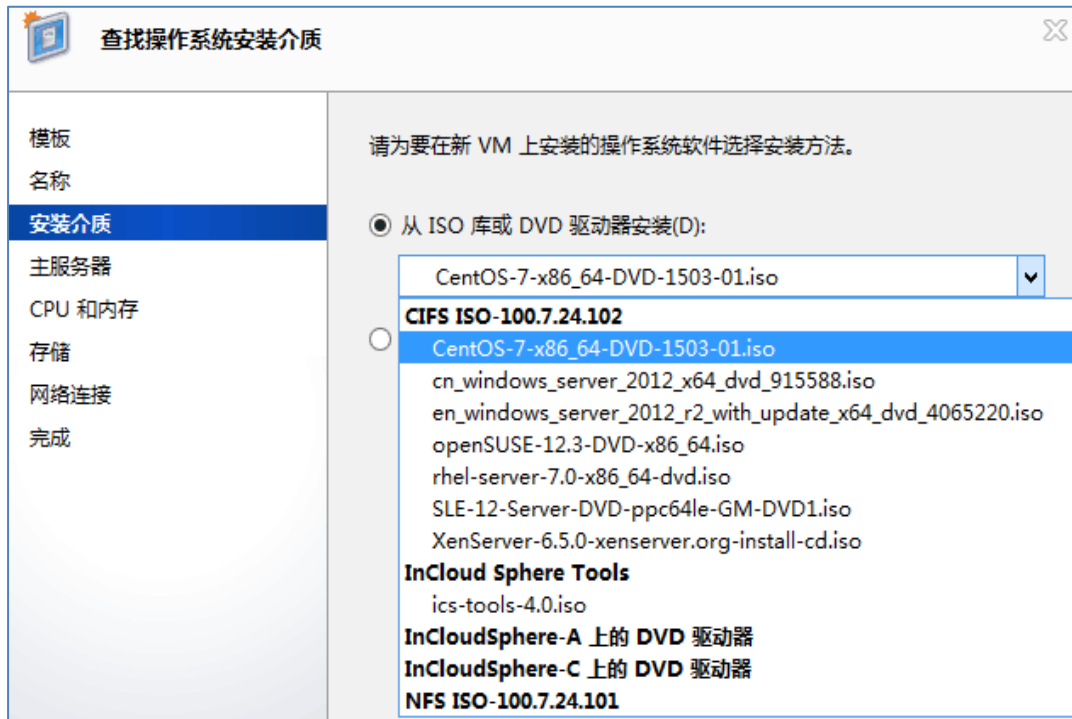 查找操作系统安装介质
模板
名称
安装介质
主服务器
CPU 和内存
存储
网络连接
完成
请为要在新 VM 上安装的操作系统软件选择安装方法。
从 ISO 库或 DVD 驱动器安装(D):
CentOS-7-x86_64-DVD-1503-01.iso
CIFS ISO-100.7.24.102
CentOS-7-x86_64-DVD-1503-01.iso
cn_windows_server_2012_x64_dvd_915588.iso
en_windows_server_2012_r2_with_update_x64_dvd_4065220.iso
openSUSE-12.3-DVD-x86_64.iso
rhel-server-7.0-x86_64-dvd.iso
SLE-12-Server-DVD-ppc64le-GM-DVD1.iso
XenServer-6.5.0-xenserver.org-install-cd.iso
InCloud Sphere Tools
ics-tools-4.0.iso
InCloudSphere-A 上的 DVD 驱动器
InCloudSphere-C 上的 DVD 驱动器
NFS ISO-100.7.24.101